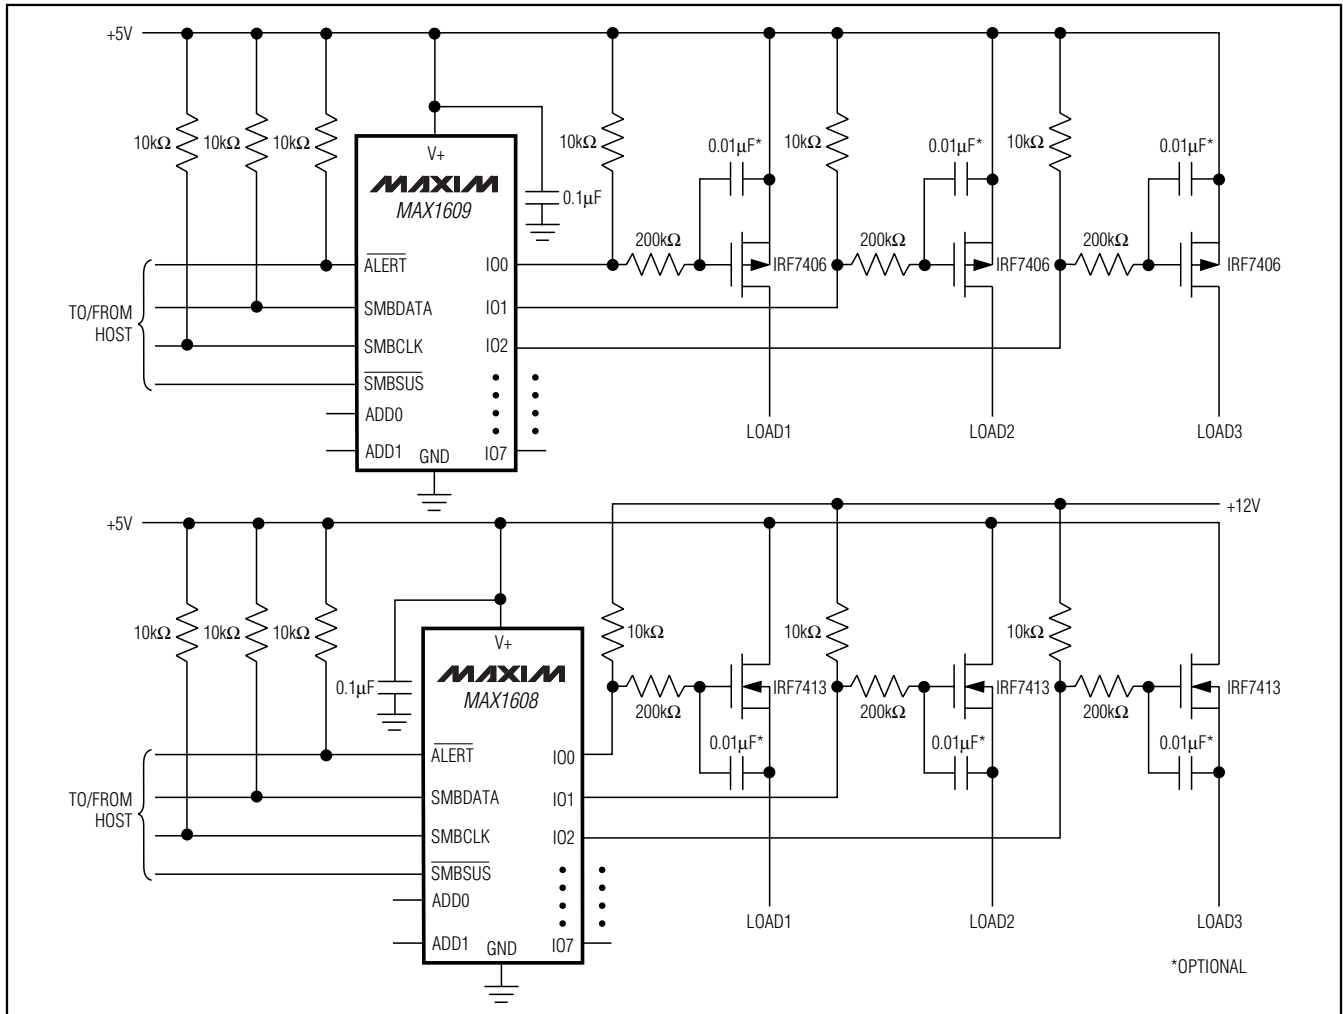 +5V
10kΩ
10kΩ
10kΩ
10kΩ
0.01µF*
10kΩ
0.01µF*
10kΩ
0.01µF*
V+
MAXIM
MAX1609
0.1µF
200kΩ
200kΩ
200kΩ
ALERT
IO0
IRF7406
IRF7406
IRF7406
TO/FROM
HOST
SMBDATA
IO1
SMBCLK
IO2
SMBSUS
ADD0
ADD1
GND
IO7
LOAD1
LOAD2
LOAD3
+5V
+12V
10kΩ
10kΩ
10kΩ
10kΩ
10kΩ
10kΩ
V+
MAXIM
MAX1608
0.1µF
IRF7413
IRF7413
IRF7413
200kΩ
200kΩ
200kΩ
0.01µF*
0.01µF*
0.01µF*
ALERT
IO0
TO/FROM
HOST
SMBDATA
IO1
SMBCLK
IO2
SMBSUS
ADD0
ADD1
GND
IO7
LOAD1
LOAD2
LOAD3
*OPTIONAL